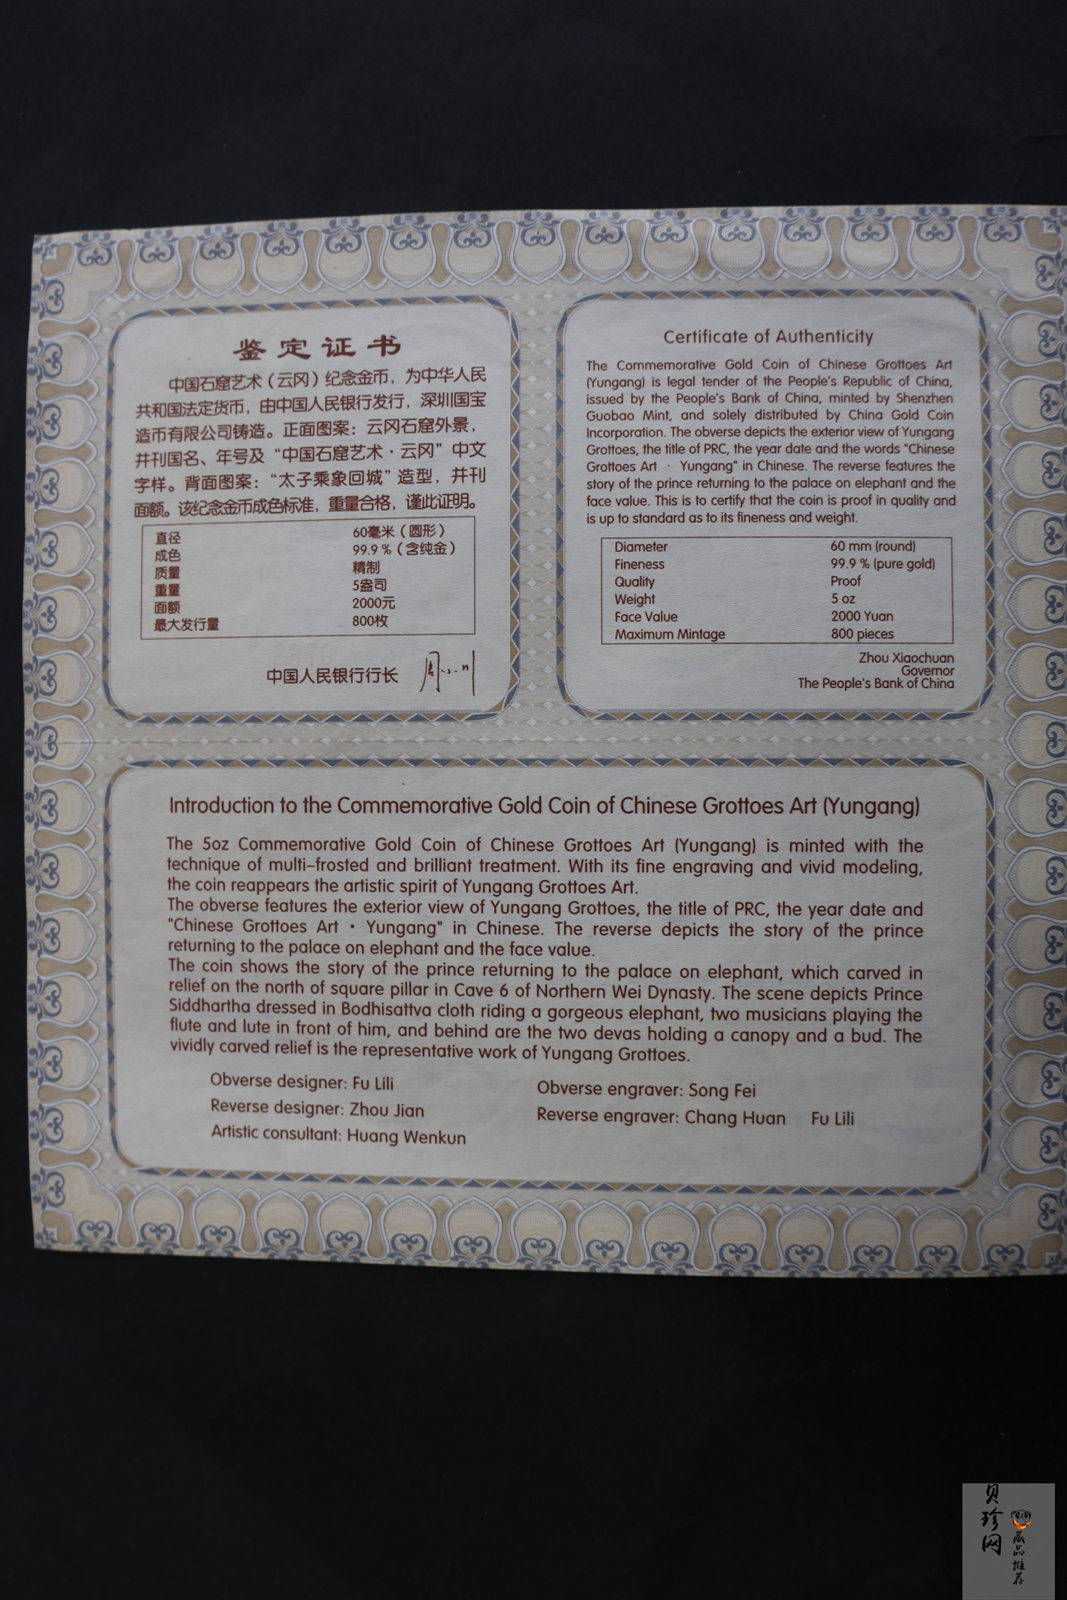 鉴定证书
中国石窟艺术（云冈）纪念金币，为中华人民
共和国法定货币，由中国人民银行发行，深圳国宝
造币有限公司铸造。正面图案：云冈石窟外景，
并刊国名、年号及“中国石窟艺术·云冈”中文
字样。背面图案：“太子乘象回城”造型，并刊
面额。该纪念金币成色标准，重量合格，谨此证明。
直径 60毫米（圆形）
成色 99.9 %（含纯金）
质量 精制
重量 5盎司
面额 2000元
最大发行量 800枚
中国人民银行行长
Certificate of Authenticity
The Commemorative Gold Coin of Chinese Grottoes Art
(Yungang) is legal tender of the People's Republic of China,
issued by the People's Bank of China, minted by Shenzhen
Guobao Mint, and solely distributed by China Gold Coin
Incorporation. The obverse depicts the exterior view of Yungang
Grottoes, the title of PRC, the year date and the words "Chinese
Grottoes Art · Yungang" in Chinese. The reverse features the
story of the prince returning to the palace on elephant and the
face value. This is to certify that the coin is proof in quality and
is up to standard as to its fineness and weight.
Diameter 60 mm (round)
Fineness 99.9 % (pure gold)
Quality Proof
Weight 5 oz
Face Value 2000 Yuan
Maximum Mintage 800 pieces
Zhou Xiaochuan
Governor
The People's Bank of China
Introduction to the Commemorative Gold Coin of Chinese Grottoes Art (Yungang)
The 5oz Commemorative Gold Coin of Chinese Grottoes Art (Yungang) is minted with the
technique of multi-frosted and brilliant treatment. With its fine engraving and vivid modeling,
the coin reappears the artistic spirit of Yungang Grottoes Art.
The obverse features the exterior view of Yungang Grottoes, the title of PRC, the year date and
"Chinese Grottoes Art · Yungang" in Chinese. The reverse depicts the story of the prince
returning to the palace on elephant and the face value.
The coin shows the story of the prince returning to the palace on elephant, which carved in
relief on the north of square pillar in Cave 6 of Northern Wei Dynasty. The scene depicts Prince
Siddhartha dressed in Bodhisattva cloth riding a gorgeous elephant, two musicians playing the
flute and lute in front of him, and behind are the two devas holding a canopy and a bud. The
vividly carved relief is the representative work of Yungang Grottoes.
Obverse designer: Fu Lili
Reverse designer: Zhou Jian
Artistic consultant: Huang Wenkun
Obverse engraver: Song Fei
Reverse engraver: Chang Huan Fu Lili
贝珍网
藏品推荐